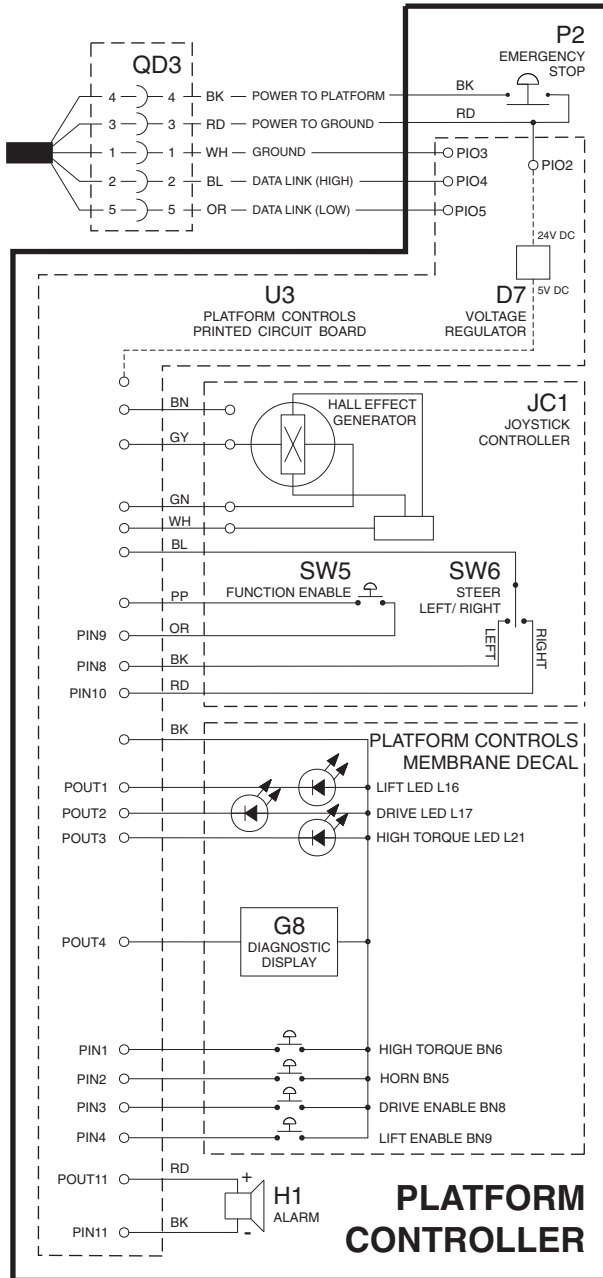 P2
EMERGENCY
STOP
QD3
4 4 BK POWER TO PLATFORM BK
3 3 RD POWER TO GROUND RD
1 1 WH GROUND PIO3
2 2 BL DATA LINK (HIGH) PIO4
5 5 OR DATA LINK (LOW) PIO5
PIO2
24V DC
5V DC
U3
PLATFORM CONTROLS
PRINTED CIRCUIT BOARD
D7
VOLTAGE
REGULATOR
BN
GY
GN
WH
BL
HALL EFFECT
GENERATOR
JC1
JOYSTICK
CONTROLLER
SW5
FUNCTION ENABLE
SW6
STEER
LEFT/ RIGHT
LEFT
RIGHT
PP
PIN9 OR
PIN8 BK
PIN10 RD
BK
PLATFORM CONTROLS
MEMBRANE DECAL
POUT1 LIFT LED L16
POUT2 DRIVE LED L17
POUT3 HIGH TORQUE LED L21
POUT4
G8
DIAGNOSTIC
DISPLAY
PIN1 HIGH TORQUE BN6
PIN2 HORN BN5
PIN3 DRIVE ENABLE BN8
PIN4 LIFT ENABLE BN9
POUT11 RD +
H1
ALARM
PIN11 BK -
PLATFORM
CONTROLLER